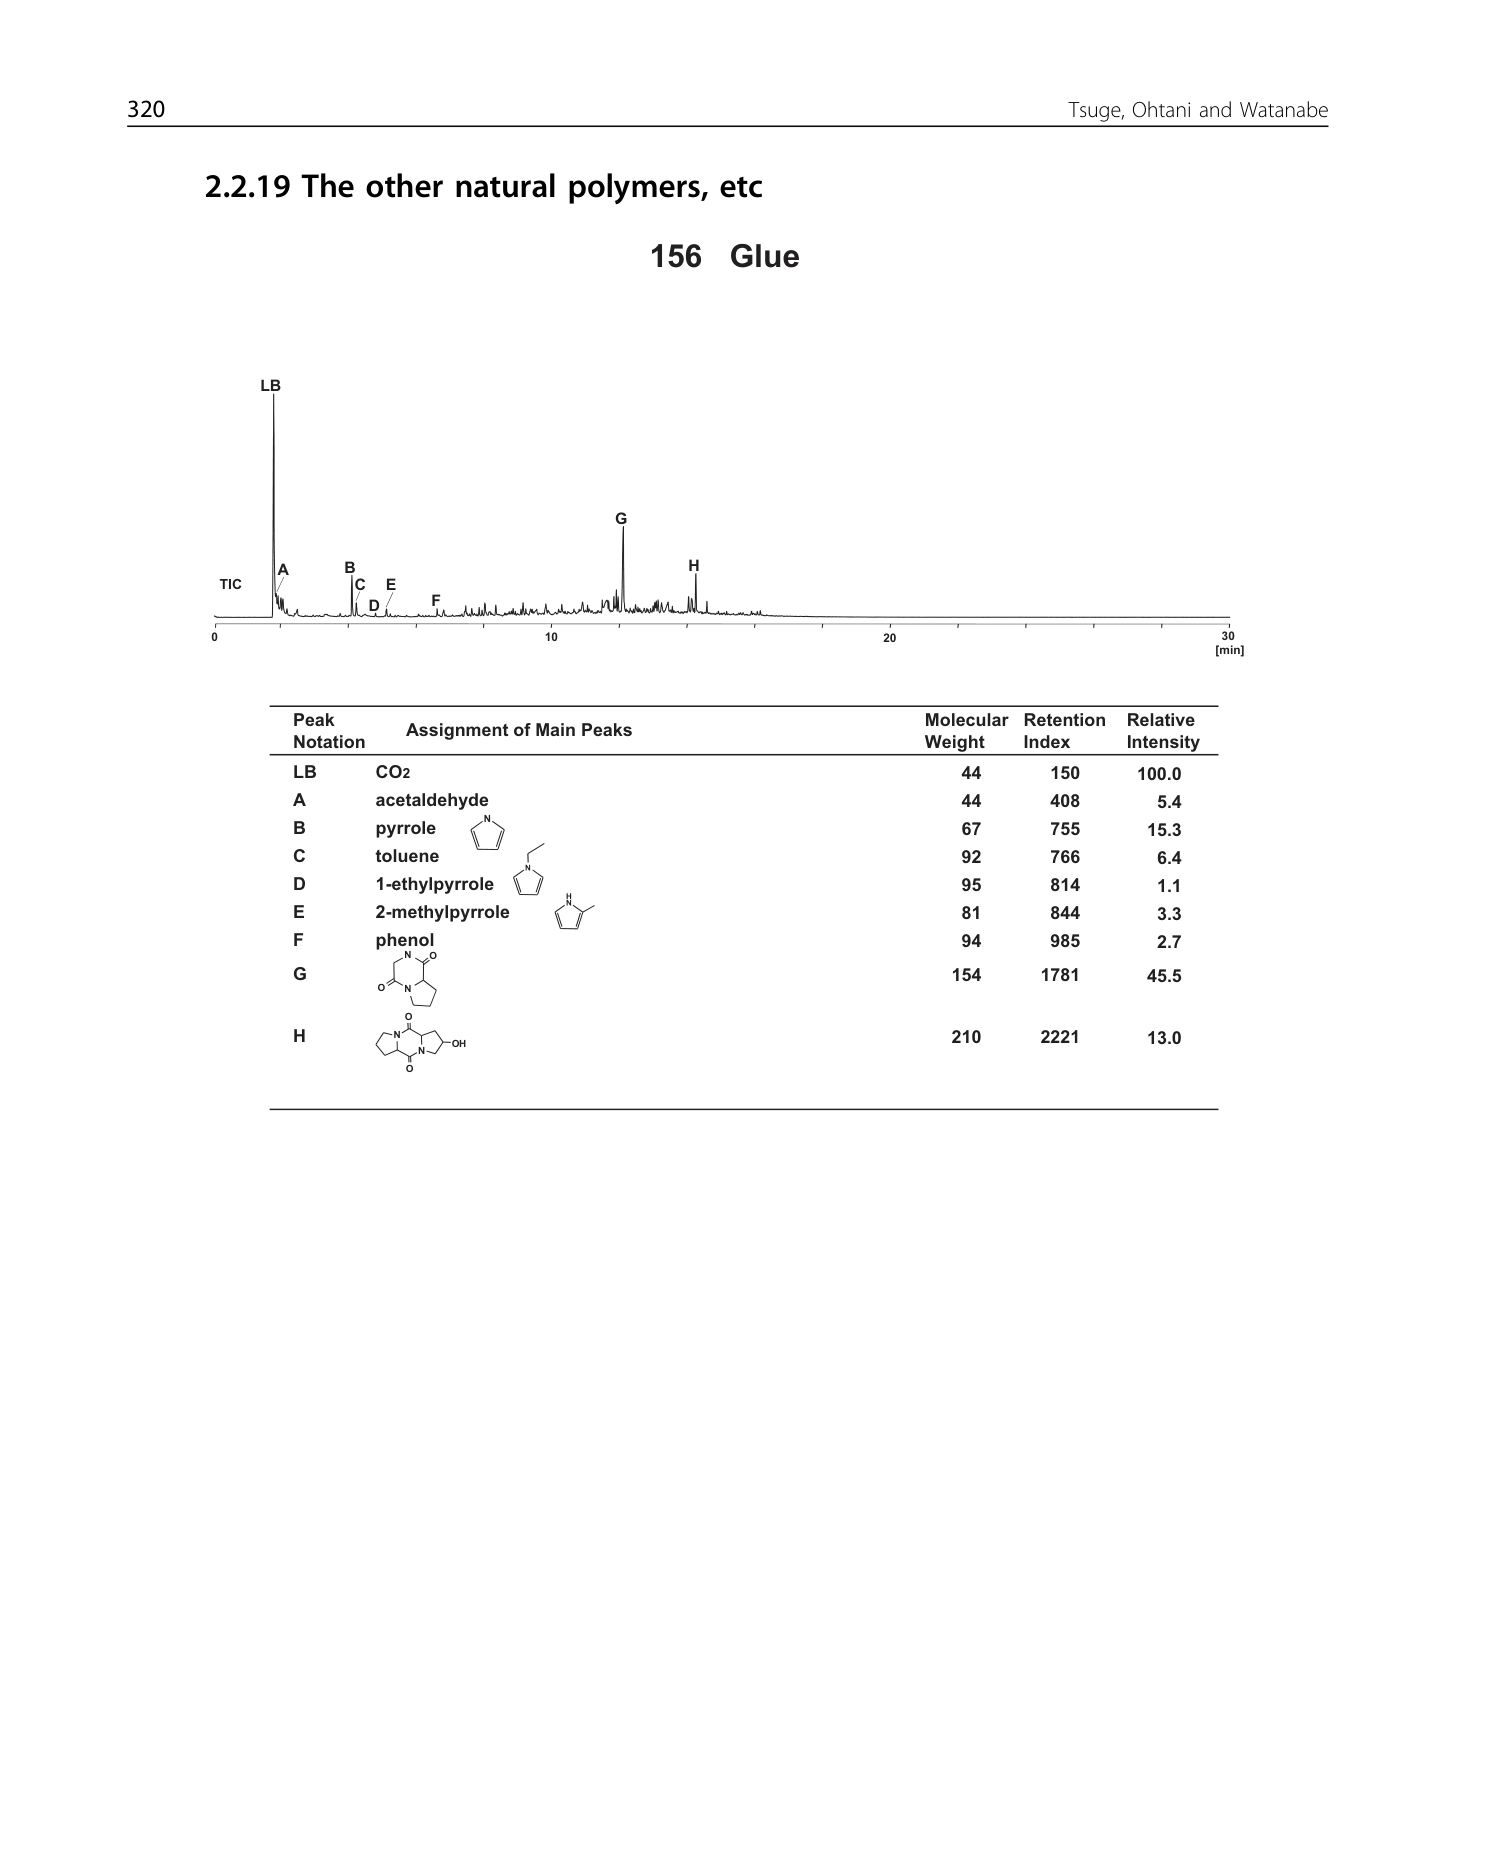 320 Tsuge, Ohtani and Watanabe
2.2.19 The other natural polymers, etc
156 Glue
LB
G
A
B
H
TIC
C
E
D
F
0 10 20 30
[min]
Peak Notation Assignment of Main Peaks Molecular Weight Retention Index Relative Intensity
LB CO2 44 150 100.0
A acetaldehyde 44 408 5.4
B pyrrole N 67 755 15.3
C toluene 92 766 6.4
D 1-ethylpyrrole N 95 814 1.1
E 2-methylpyrrole H N 81 844 3.3
F phenol 94 985 2.7
G N O O N 154 1781 45.5
H O N N OH O 210 2221 13.0